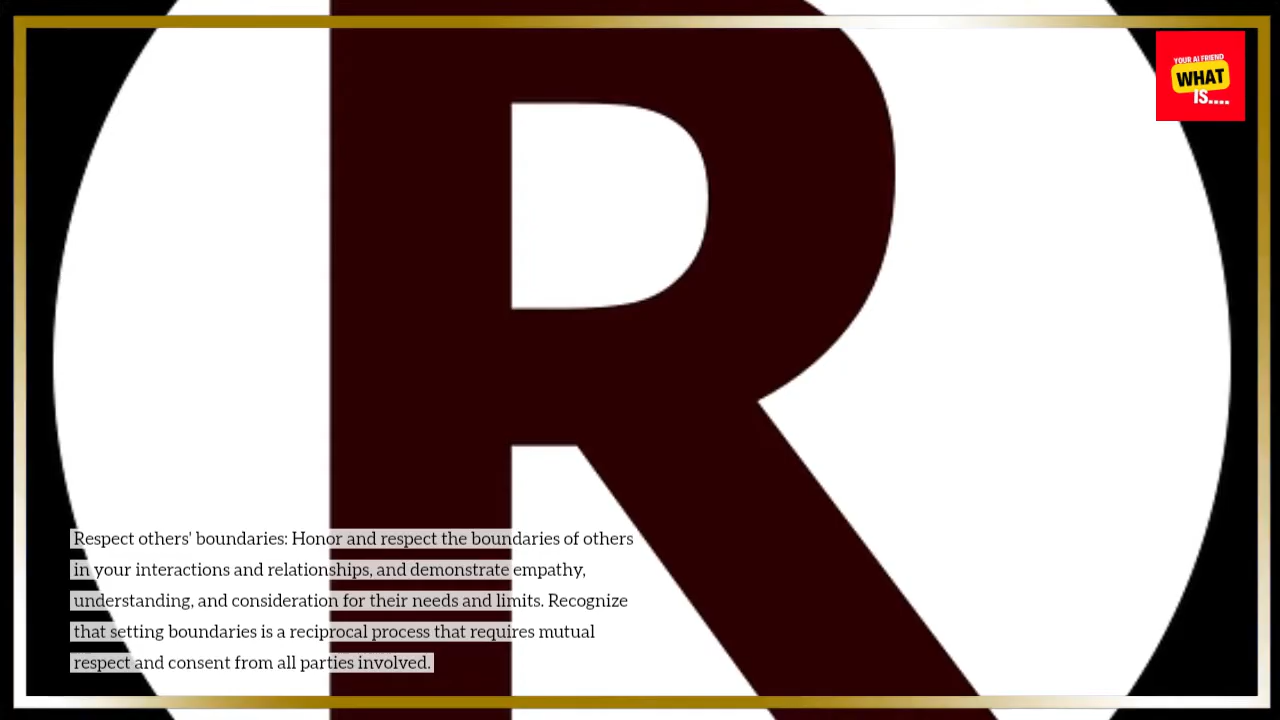 R
YOUR AI FRIEND
WHAT
IS....
Respect others' boundaries: Honor and respect the boundaries of others
in your interactions and relationships, and demonstrate empathy,
understanding, and consideration for their needs and limits. Recognize
that setting boundaries is a reciprocal process that requires mutual
respect and consent from all parties involved.